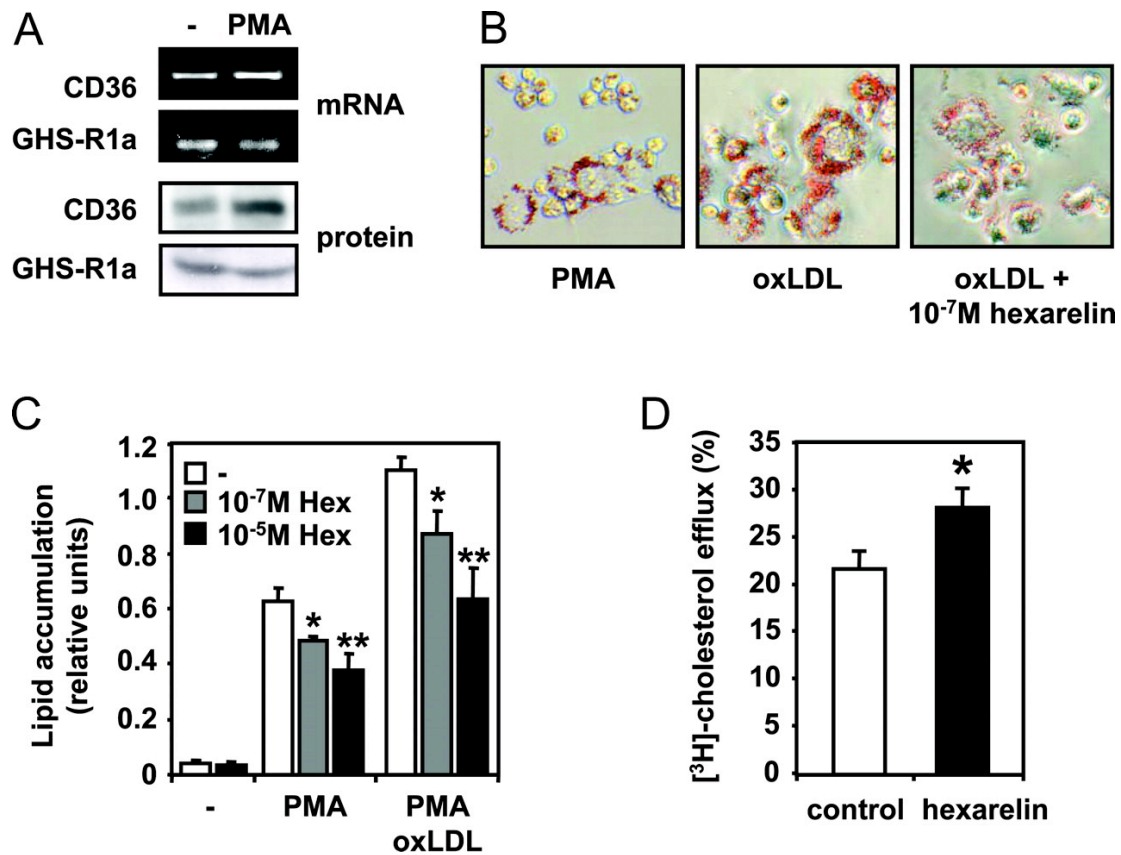 A
- PMA
CD36
GHS-R1a
mRNA
CD36
GHS-R1a
protein
B
PMA
oxLDL
oxLDL +
10⁻⁷M hexarelin
C
Lipid accumulation
(relative units)
1.2
1.0
0.8
0.6
0.4
0.2
0
-
10⁻⁷M Hex
10⁻⁵M Hex
*
**
*
**
- PMA PMA
oxLDL
D
[³H]-cholesterol efflux (%)
35
30
25
20
15
10
5
0
*
control hexarelin